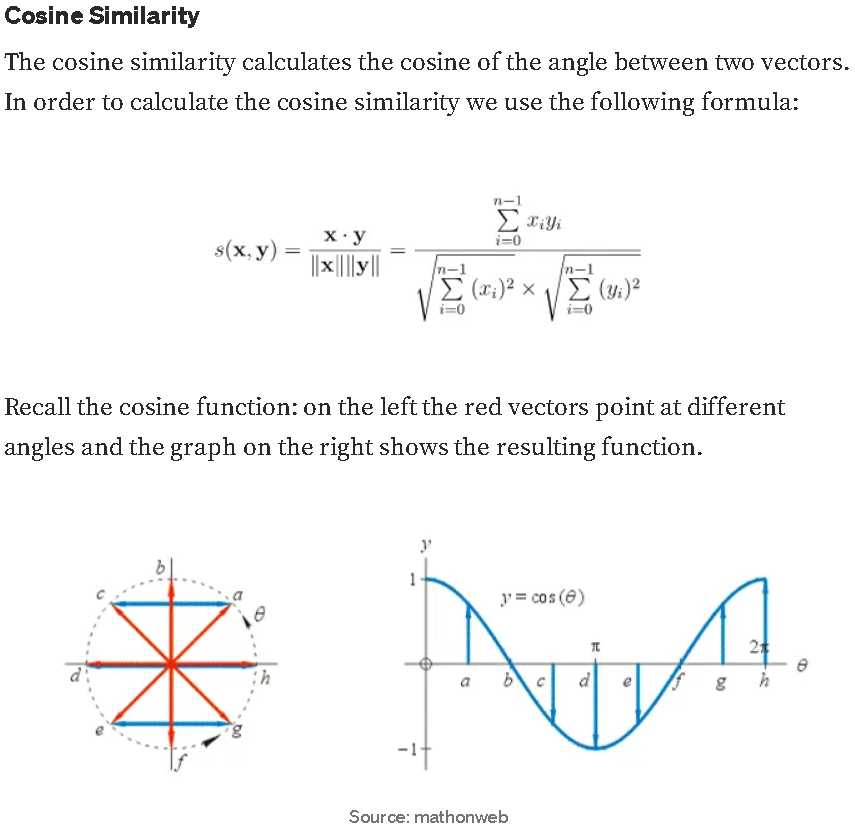 Cosine Similarity
The cosine similarity calculates the cosine of the angle between two vectors.
In order to calculate the cosine similarity we use the following formula:
s(x, y) = x · y / ‖x‖‖y‖ = ∑_{i=0}^{n−1} x_i y_i / √(∑_{i=0}^{n−1} (x_i)²) × √(∑_{i=0}^{n−1} (y_i)²)
Recall the cosine function: on the left the red vectors point at different
angles and the graph on the right shows the resulting function.
b
c a
θ
d h
e g
f
y
1
y = cos(θ)
π 2π
θ
a b c d e f g h
−1
Source: mathonweb